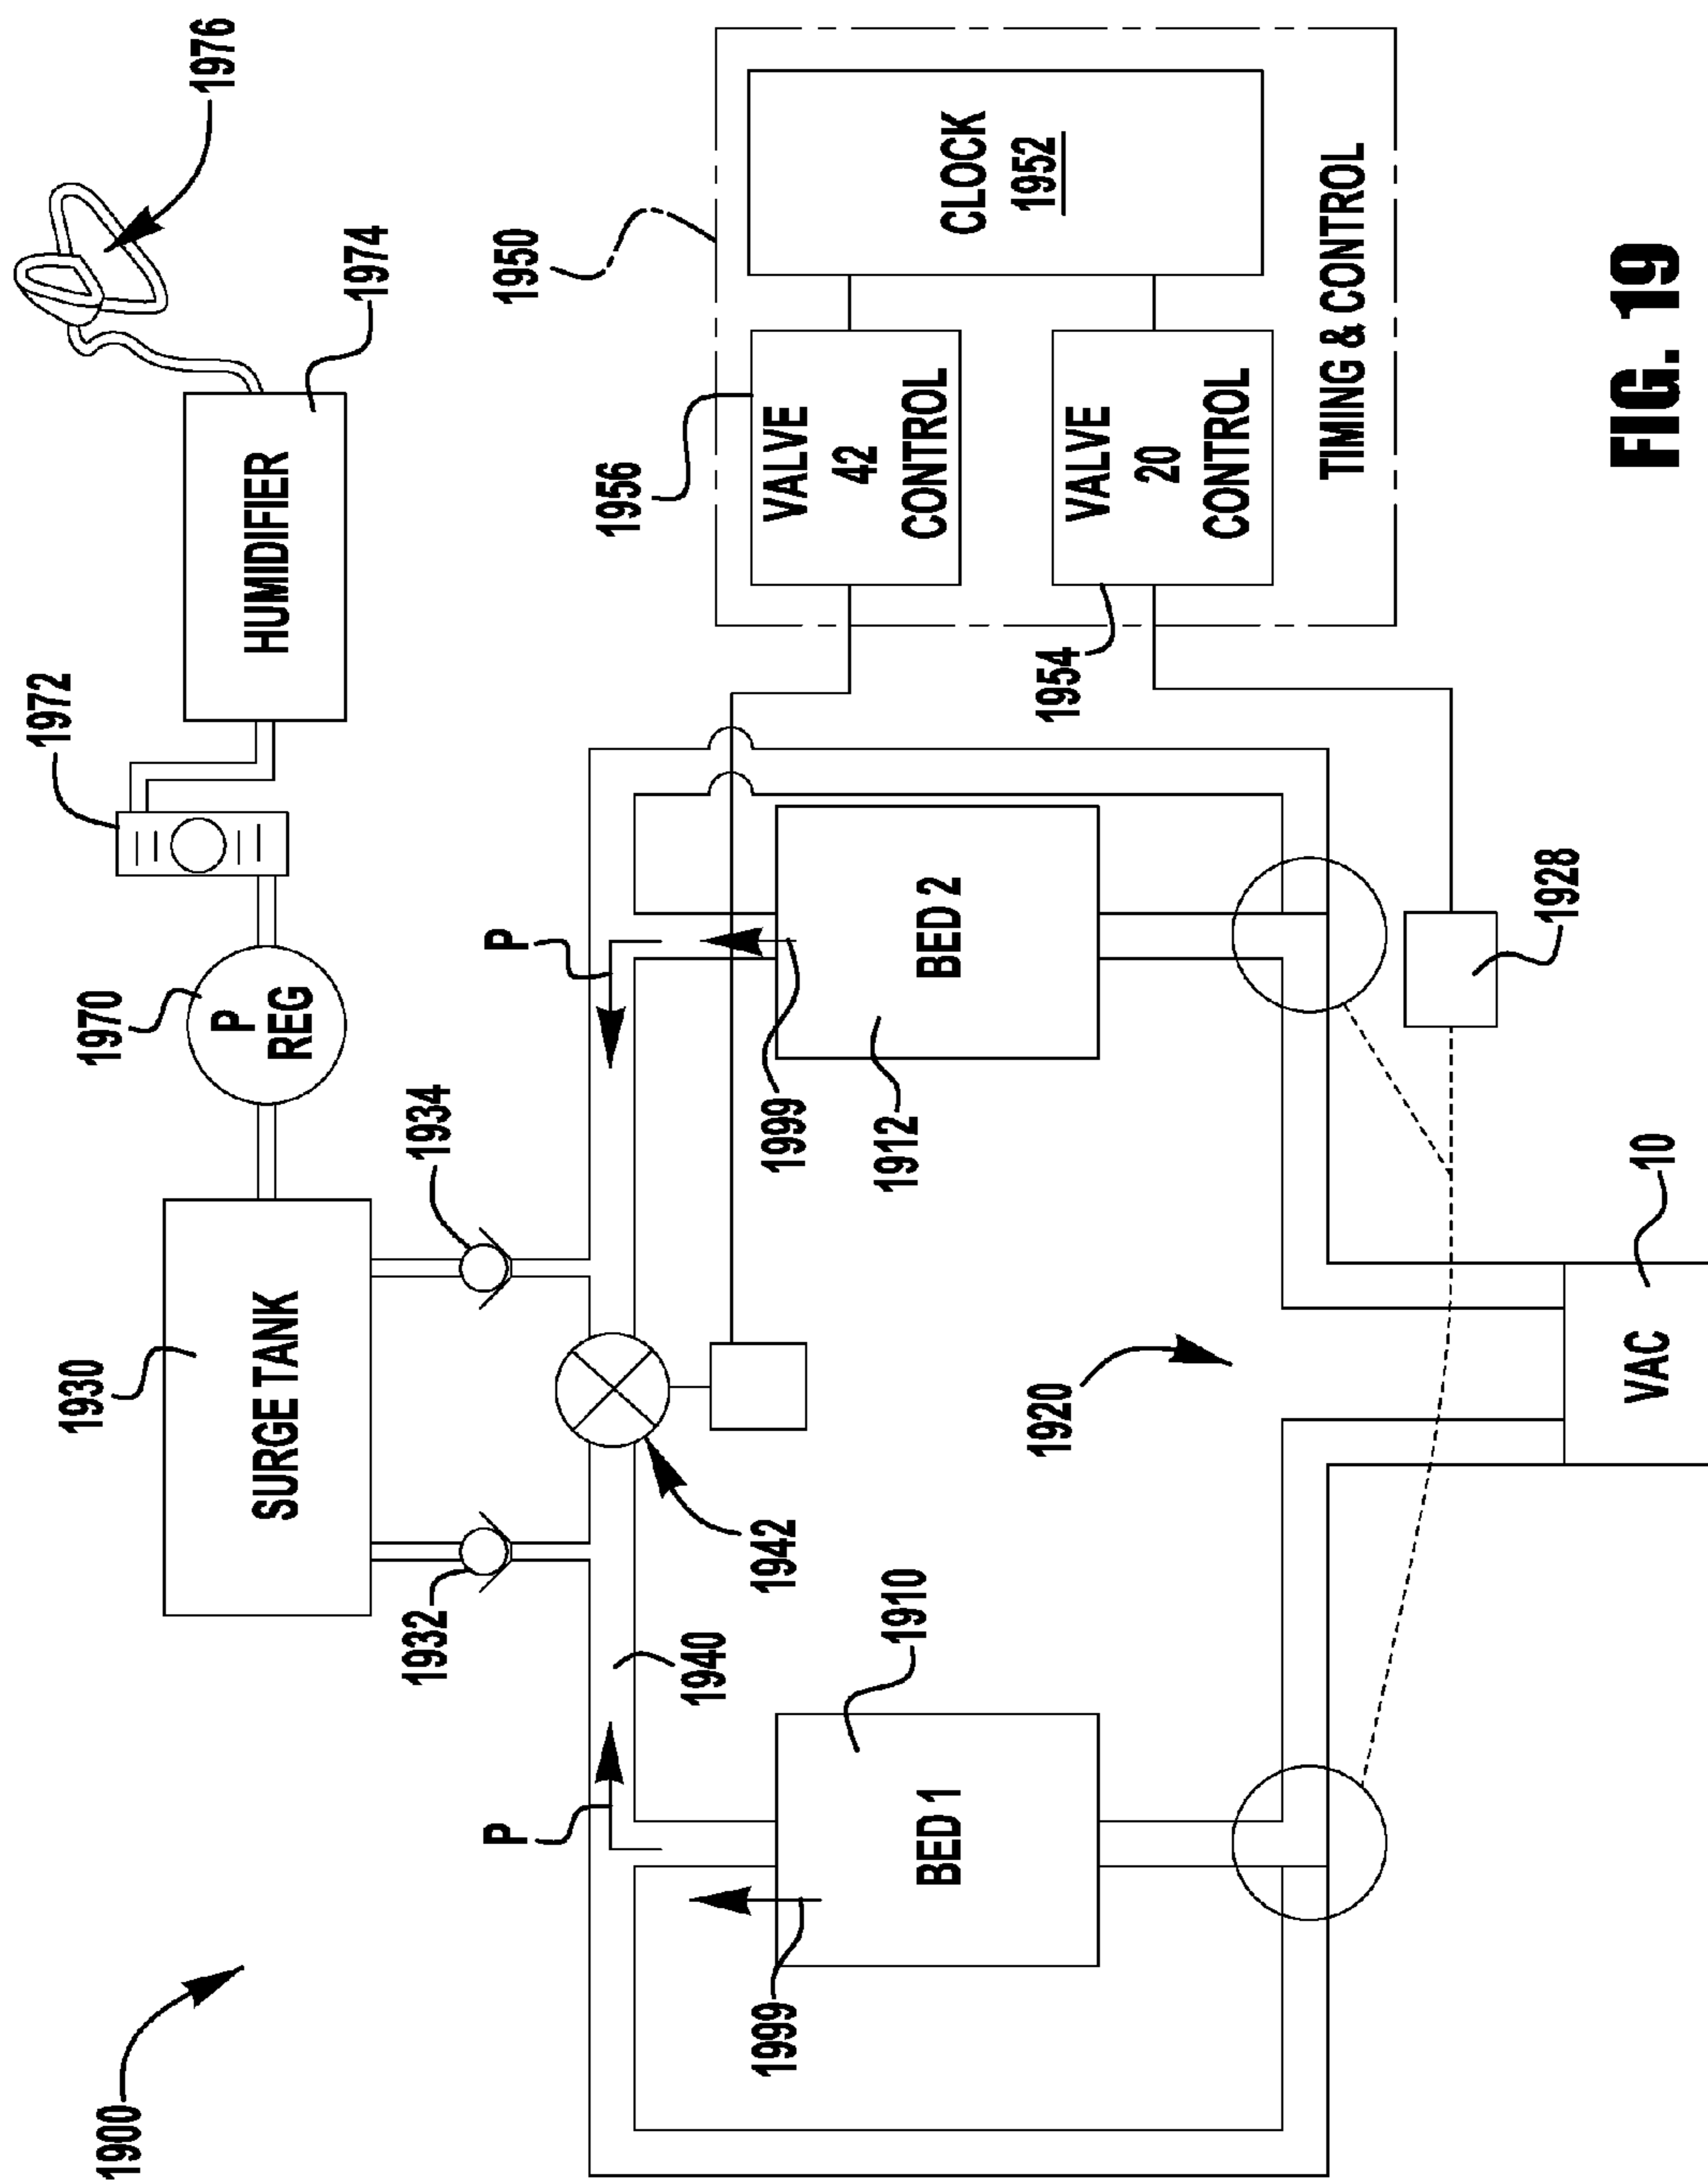 1900
1930
SURGE TANK
1970
P
REG
1972
HUMIDIFIER
1974
1976
1932
1934
P
P
1940
1942
1999
1999
BED 1
1910
BED 2
1912
1920
VAC
10
1928
1950
1956
VALVE
42
CONTROL
1954
VALVE
20
CONTROL
CLOCK
1952
TIMING & CONTROL
FIG. 19